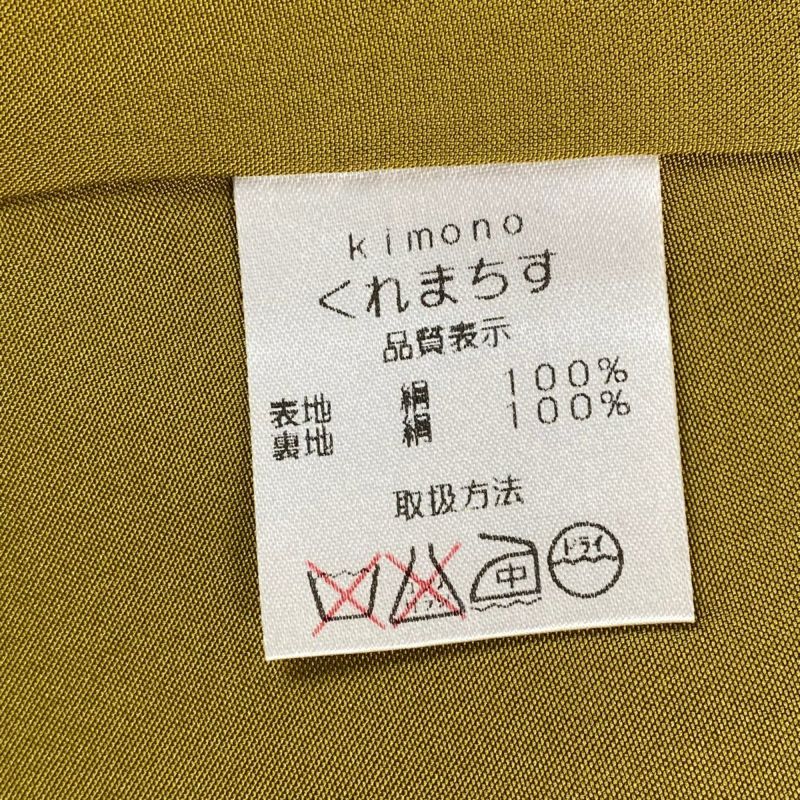 kimono
くれまちす
品質表示
表地 絹 100%
裏地 絹 100%
取扱方法
中
ドライ